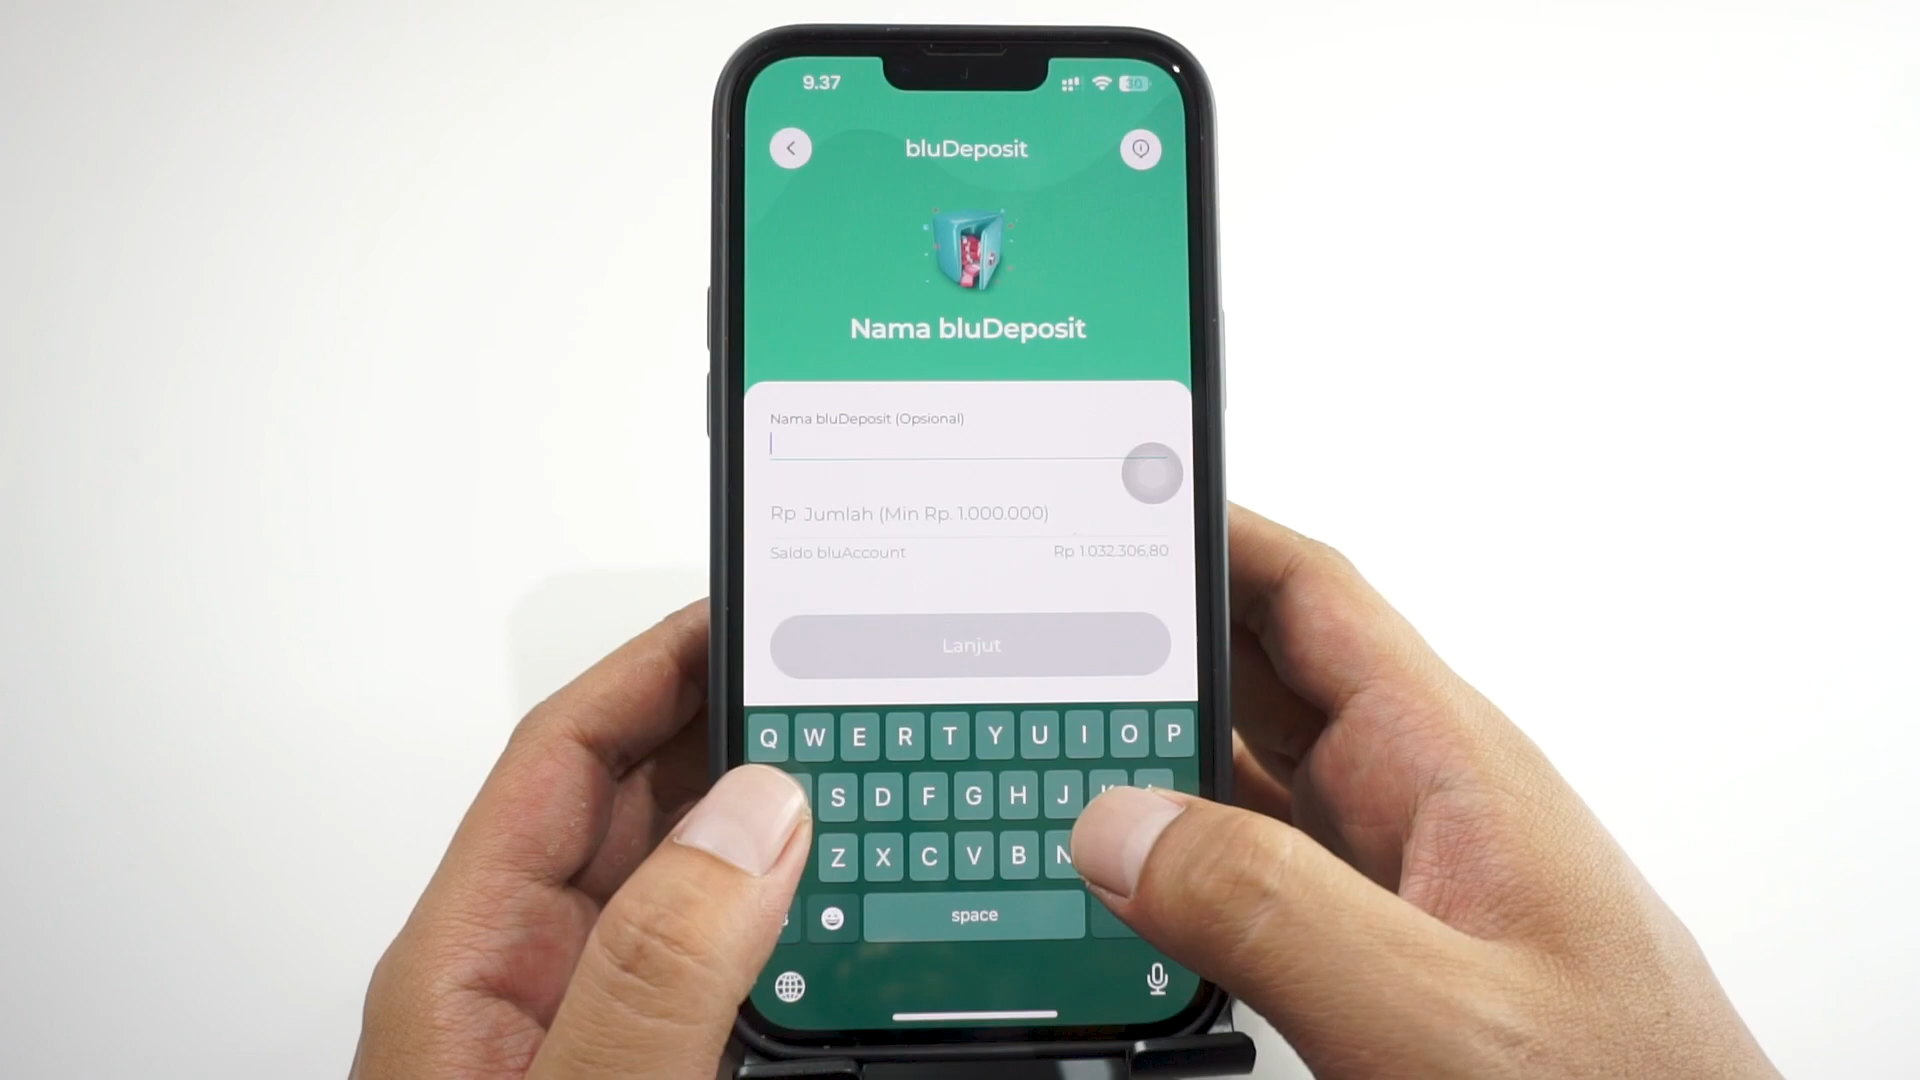 9.37
30
bluDeposit
Nama bluDeposit
Nama bluDeposit (Opsional)
Rp Jumlah (Min Rp. 1.000.000)
Saldo bluAccount Rp 1.032.306,80
Lanjut
Q W E R T Y U I O P
S D F G H J
Z X C V B N
space